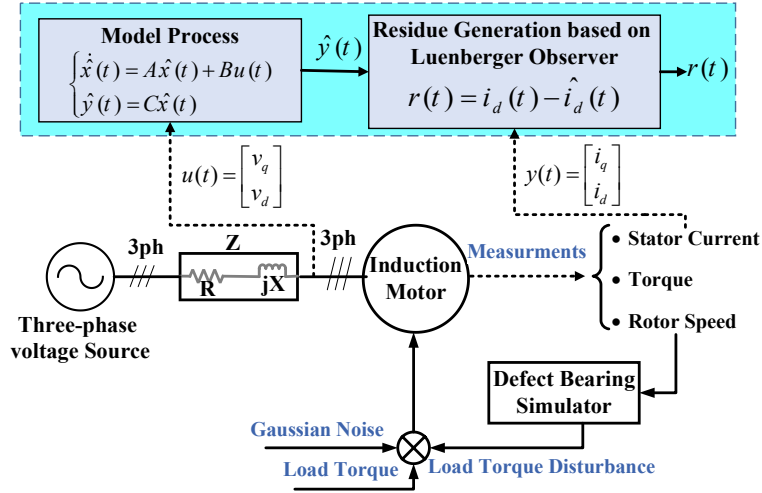 Model Process
ẋ̂(t) = Ax̂(t) + Bu(t)
ŷ(t) = Cx̂(t)
ŷ(t)
Residue Generation based on
Luenberger Observer
r(t) = i_d(t) − î_d(t)
r(t)
u(t) = [v_q
v_d]
y(t) = [i_q
i_d]
3ph
Z
R
jX
3ph
Induction
Motor
Measurments
• Stator Current
• Torque
• Rotor Speed
Three-phase
voltage Source
Defect Bearing
Simulator
Gaussian Noise
Load Torque
Load Torque Disturbance